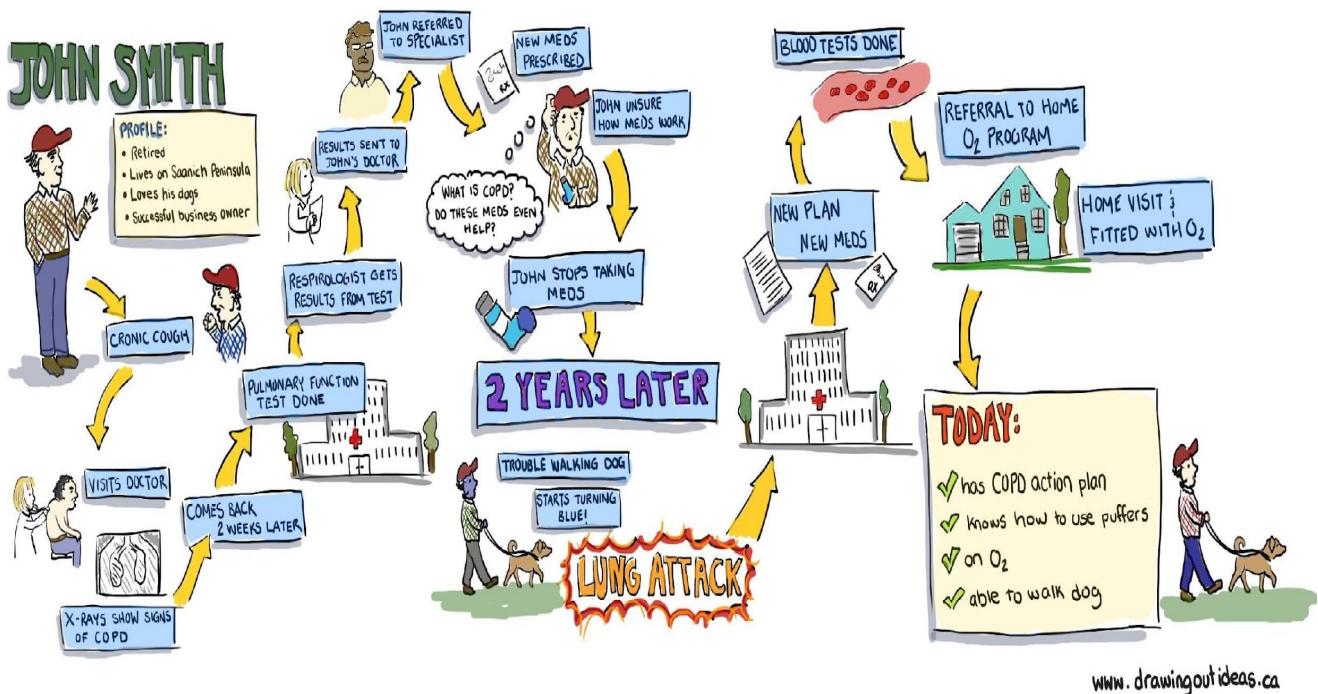 JOHN SMITH
PROFILE:
• Retired
• Lives on Saanich Peninsula
• Loves his dogs
• Successful business owner
CRONIC COUGH
VISITS DOCTOR
X-RAYS SHOW SIGNS
OF COPD
COMES BACK
2 WEEKS LATER
PULMONARY FUNCTION
TEST DONE
RESPIROLOGIST GETS
RESULTS FROM TEST
RESULTS SENT TO
JOHN'S DOCTOR
JOHN REFERRED
TO SPECIALIST
NEW MEDS
PRESCRIBED
RX
JOHN UNSURE
HOW MEDS WORK
WHAT IS COPD?
DO THESE MEDS EVEN
HELP?
JOHN STOPS TAKING
MEDS
2 YEARS LATER
TROUBLE WALKING DOG
STARTS TURNING
BLUE!
LUNG ATTACK
NEW PLAN
NEW MEDS
RX
BLOOD TESTS DONE
REFERRAL TO HOME
O₂ PROGRAM
HOME VISIT &
FITTED WITH O₂
TODAY:
✓ has COPD action plan
✓ knows how to use puffers
✓ on O₂
✓ able to walk dog
www.drawingoutideas.ca